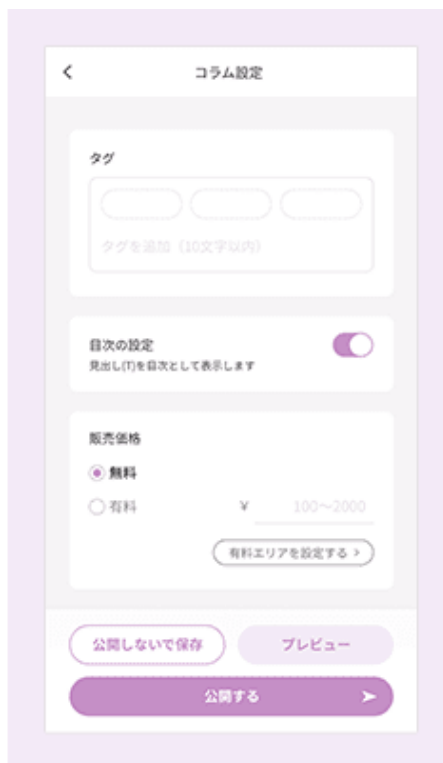 コラム設定
タグ
タグを追加（10文字以内）
目次の設定
見出し(T)を目次として表示します
販売価格
無料
有料 ¥ 100〜2000
有料エリアを設定する >
公開しないで保存 プレビュー
公開する